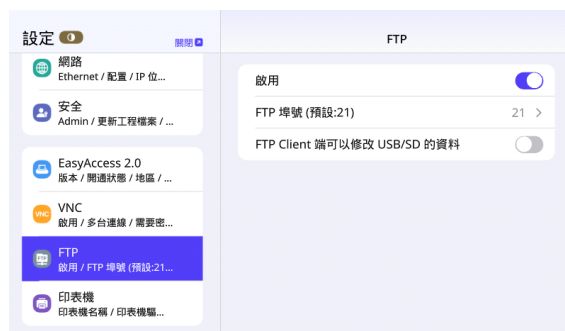 設定
關閉
網路
Ethernet / 配置 / IP 位...
安全
Admin / 更新工程檔案 / ...
EasyAccess 2.0
版本 / 開通狀態 / 地區 / ...
VNC
VNC
啟用 / 多台連線 / 需要密...
FTP
FTP
啟用 / FTP 埠號 (預設:21...
印表機
印表機名稱 / 印表機驅...
FTP
啟用
FTP 埠號 (預設:21)
21 >
FTP Client 端可以修改 USB/SD 的資料